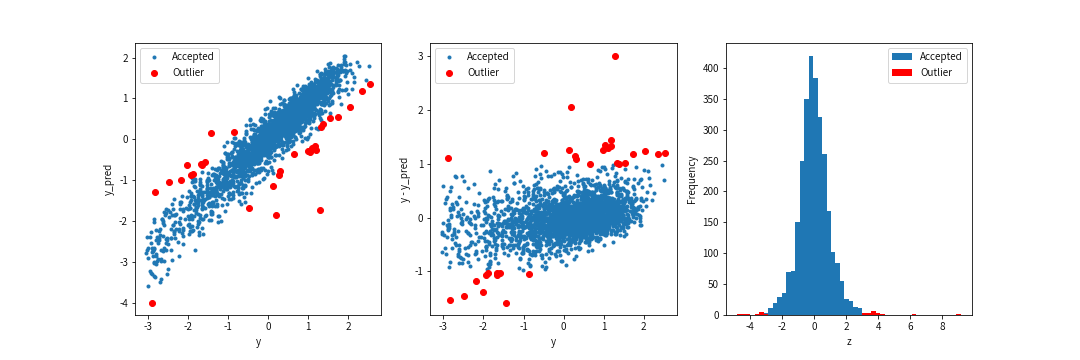 Accepted
Outlier
2
1
0
-1
-2
-3
-4
y_pred
-3 -2 -1 0 1 2
y
Accepted
Outlier
3
2
1
0
-1
y - y_pred
-3 -2 -1 0 1 2
y
Accepted
Outlier
400
350
300
250
200
150
100
50
0
Frequency
-4 -2 0 2 4 6 8
z